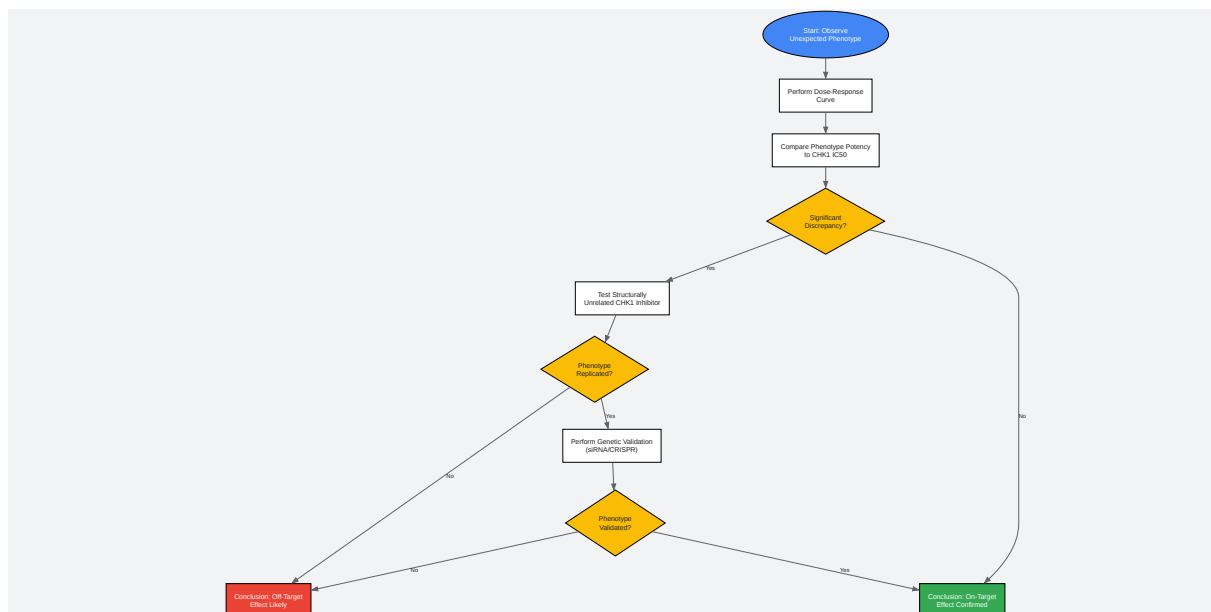 Start: Observe
Unexpected Phenotype
Perform Dose-Response
Curve
Compare Phenotype Potency
to CHK1 IC50
Significant
Discrepancy?
Yes
Test Structurally
Unrelated CHK1 Inhibitor
Phenotype
Replicated?
Yes
No
Perform Genetic Validation
(siRNA/CRISPR)
No
Phenotype
Validated?
No
Yes
Conclusion: Off-Target
Effect Likely
Conclusion: On-Target
Effect Confirmed